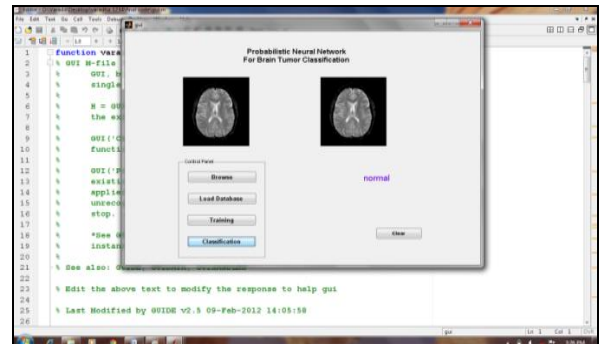 File Edit Text Go Cell Tools Debug
gui
1 function vara
2 % GUI M-file
3 % GUI, b
4 % singl
5 %
6 % H = GU
7 % the ex
8 %
9 % GUI('C
10 % functi
11 %
12 % GUI('P
13 % existi
14 % applie
15 % unreco
16 % stop.
17 %
18 % *See G
19 % instan
20 %
21 % See also:
22
23 % Edit the above text to modify the response to help gui
24
25 % Last Modified by GUIDE v2.5 09-Feb-2012 14:05:58
26
Probabilistic Neural Network
For Brain Tumor Classification
Control Panel
Browse
Load Database
Training
Classification
normal
Clear
gui
Ln 1 Col 1